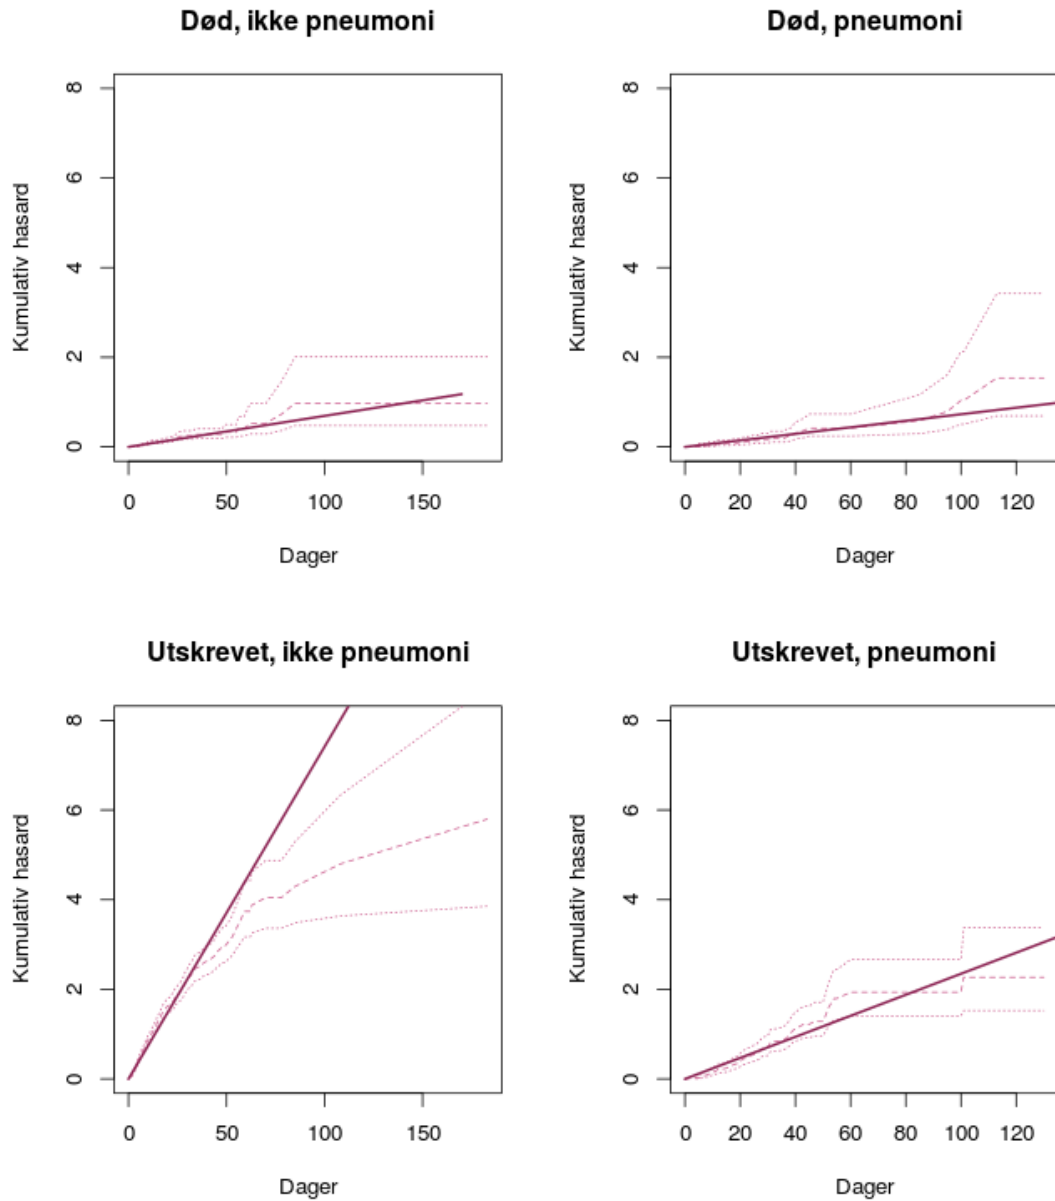 Død, ikke pneumoni
Kumulativ hasard
8
6
4
2
0
0 50 100 150
Dager
Død, pneumoni
Kumulativ hasard
8
6
4
2
0
0 20 40 60 80 100 120
Dager
Utskrevet, ikke pneumoni
Kumulativ hasard
8
6
4
2
0
0 50 100 150
Dager
Utskrevet, pneumoni
Kumulativ hasard
8
6
4
2
0
0 20 40 60 80 100 120
Dager